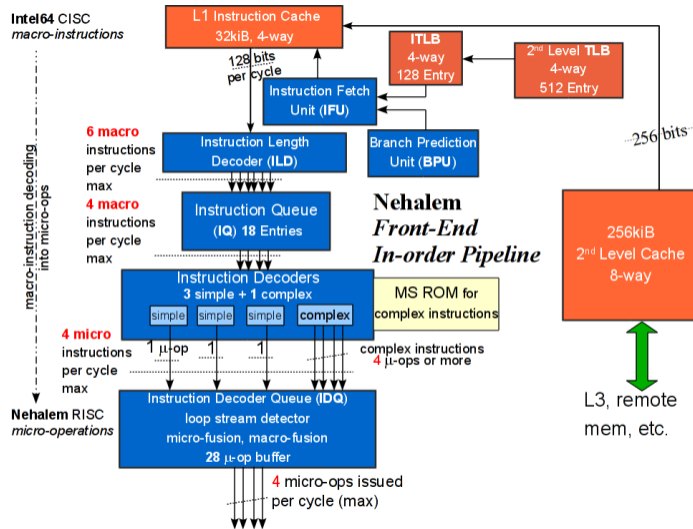 Intel64 CISC
macro-instructions
L1 Instruction Cache
32kiB, 4-way
128 bits
per cycle
ITLB
4-way
128 Entry
2nd Level TLB
4-way
512 Entry
Instruction Fetch
Unit (IFU)
256 bits
6 macro
instructions
per cycle
max
Instruction Length
Decoder (ILD)
Branch Prediction
Unit (BPU)
macro-instruction decoding
into micro-ops
4 macro
instructions
per cycle
max
Instruction Queue
(IQ) 18 Entries
Nehalem
Front-End
In-order Pipeline
256kiB
2nd Level Cache
8-way
Instruction Decoders
3 simple + 1 complex
simple
simple
simple
complex
MS ROM for
complex instructions
4 micro
instructions
per cycle
max
1 μ-op
1
1
complex instructions
4 μ-ops or more
Nehalem RISC
micro-operations
Instruction Decoder Queue (IDQ)
loop stream detector
micro-fusion, macro-fusion
28 μ-op buffer
L3, remote
mem, etc.
4 micro-ops issued
per cycle (max)